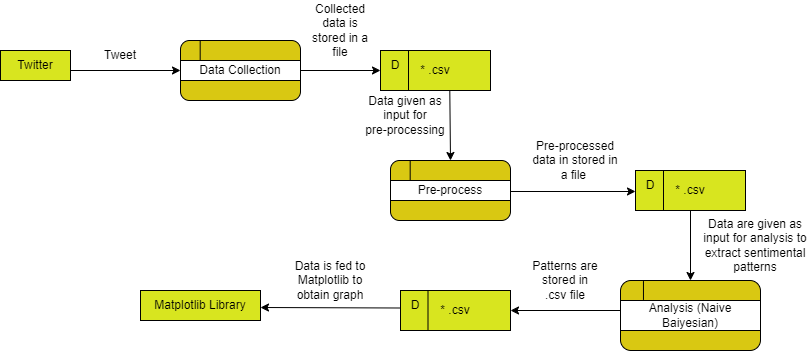 Collected
data is
stored in a
file
Tweet
Twitter
Data Collection
D
* .csv
Data given as
input for
pre-processing
Pre-process
Pre-processed
data in stored in
a file
D
* .csv
Data are given as
input for analysis to
extract sentimental
patterns
Analysis (Naive
Baiyesian)
Patterns are
stored in
.csv file
D
* .csv
Data is fed to
Matplotlib to
obtain graph
Matplotlib Library